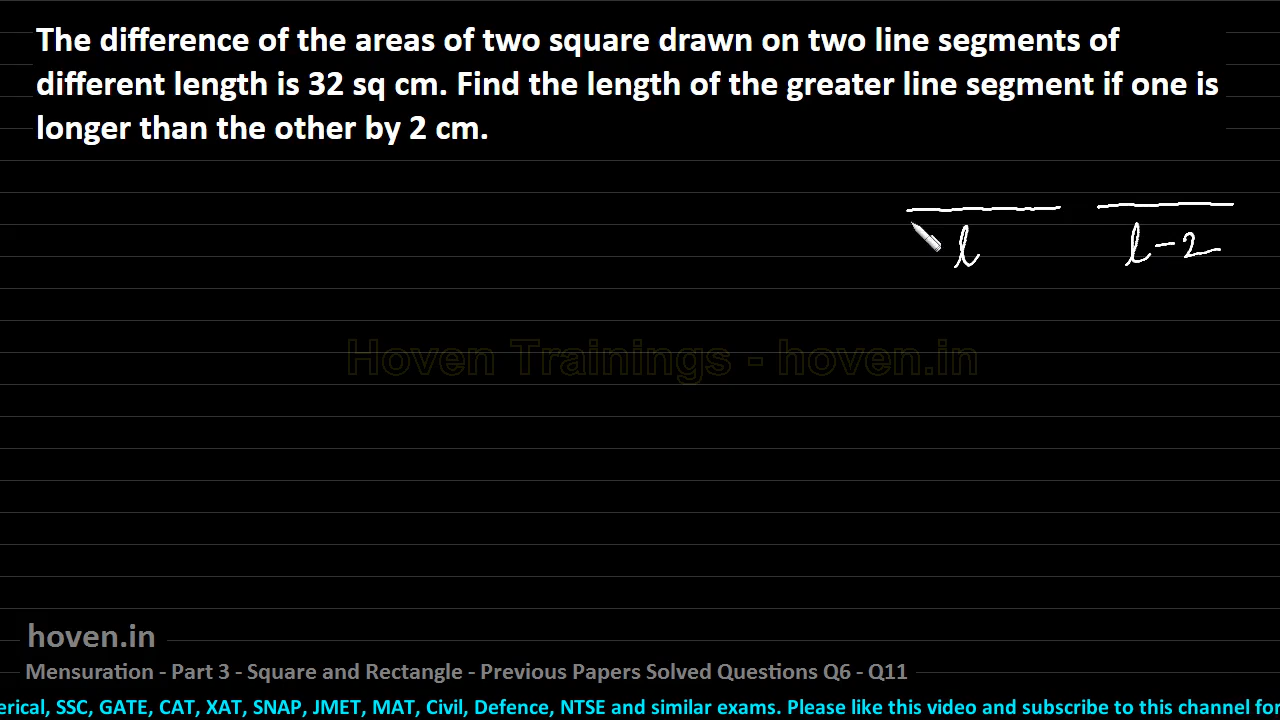 The difference of the areas of two square drawn on two line segments of
different length is 32 sq cm. Find the length of the greater line segment if one is
longer than the other by 2 cm.
l l-2
Hoven Trainings - hoven.in
hoven.in
Mensuration - Part 3 - Square and Rectangle - Previous Papers Solved Questions Q6 - Q11
erical, SSC, GATE, CAT, XAT, SNAP, JMET, MAT, Civil, Defence, NTSE and similar exams. Please like this video and subscribe to this channel for